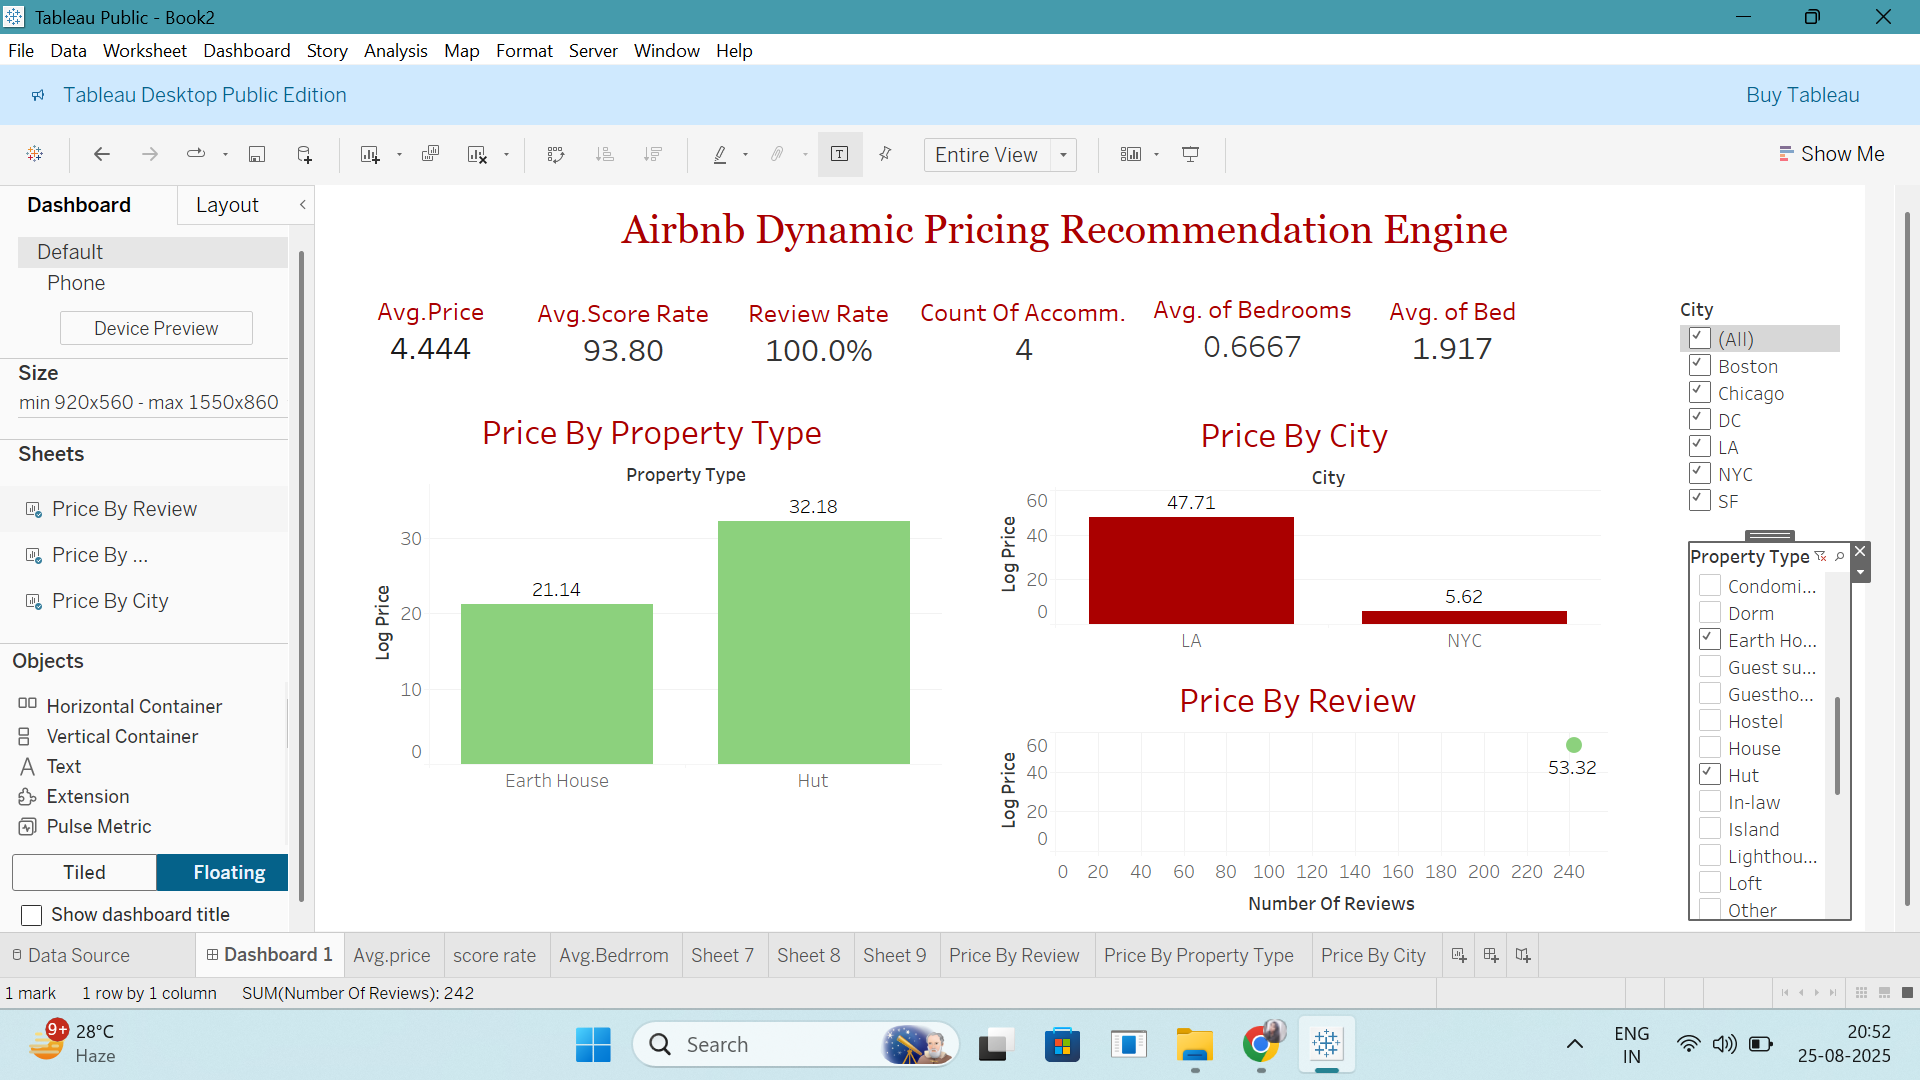 Tableau Public - Book2
File Data Worksheet Dashboard Story Analysis Map Format Server Window Help
Tableau Desktop Public Edition
Buy Tableau
Entire View
Show Me
Dashboard
Layout
Default
Phone
Device Preview
Size
min 920x560 - max 1550x860
Sheets
Price By Review
Price By ...
Price By City
Objects
Horizontal Container
Vertical Container
Text
Extension
Pulse Metric
Tiled
Floating
Show dashboard title
Airbnb Dynamic Pricing Recommendation Engine
Avg.Price
4.444
Avg.Score Rate
93.80
Review Rate
100.0%
Count Of Accomm.
4
Avg. of Bedrooms
0.6667
Avg. of Bed
1.917
Price By Property Type
Property Type
Log Price
30
20
10
0
21.14
32.18
Earth House
Hut
Price By City
City
Log Price
60
40
20
0
47.71
5.62
LA
NYC
Price By Review
Log Price
60
40
20
0
53.32
0 20 40 60 80 100 120 140 160 180 200 220 240
Number Of Reviews
City
(All)
Boston
Chicago
DC
LA
NYC
SF
Property Type
Condomi...
Dorm
Earth Ho...
Guest su...
Guestho...
Hostel
House
Hut
In-law
Island
Lighthou...
Loft
Other
Data Source
Dashboard 1
Avg.price
score rate
Avg.Bedrrom
Sheet 7
Sheet 8
Sheet 9
Price By Review
Price By Property Type
Price By City
1 mark 1 row by 1 column SUM(Number Of Reviews): 242
9+
28°C
Haze
Search
ENG
IN
20:52
25-08-2025